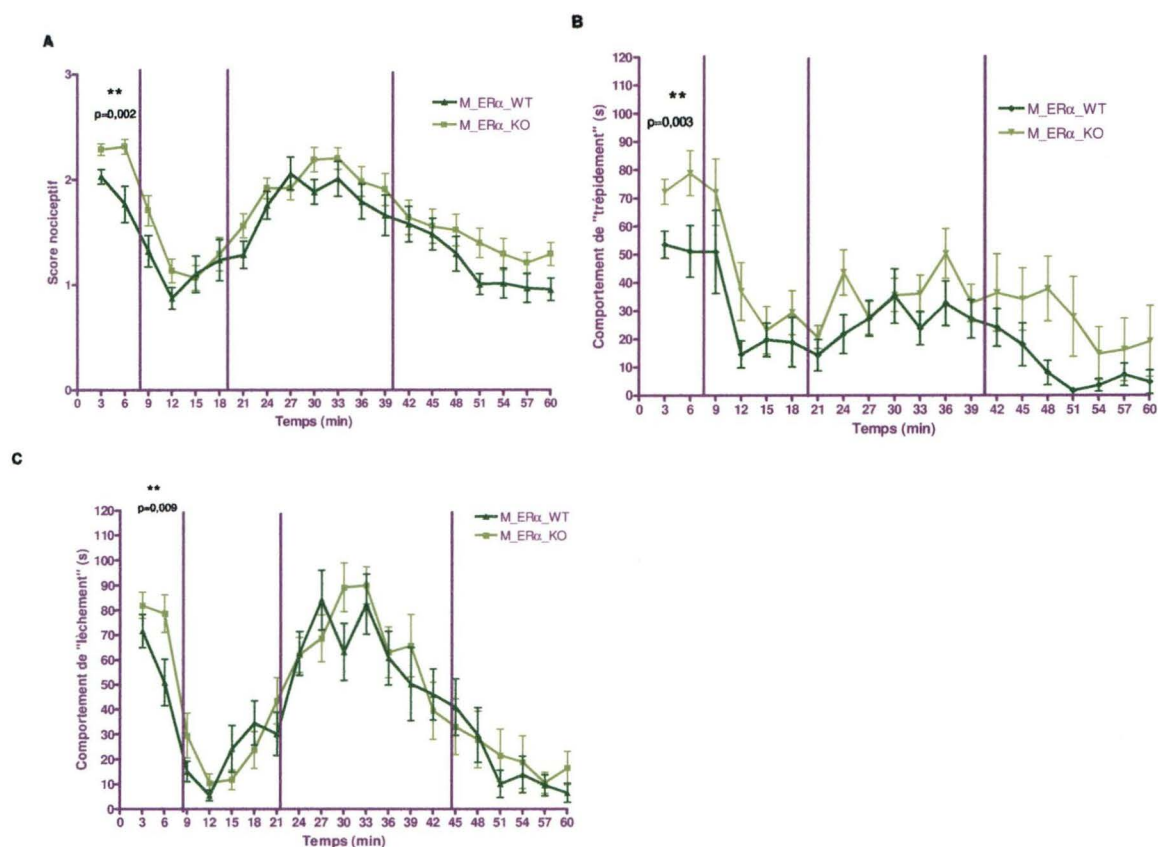 A
Score nociceptif
3
2
1
0
**
p=0,002
M_ERα_WT
M_ERα_KO
0 3 6 9 12 15 18 21 24 27 30 33 36 39 42 45 48 51 54 57 60
Temps (min)
B
Comportement de "trépidement" (s)
120
110
100
90
80
70
60
50
40
30
20
10
0
**
p=0,003
M_ERα_WT
M_ERα_KO
0 3 6 9 12 15 18 21 24 27 30 33 36 39 42 45 48 51 54 57 60
Temps (min)
C
Comportement de "lèchement" (s)
120
110
100
90
80
70
60
50
40
30
20
10
0
**
p=0,009
M_ERα_WT
M_ERα_KO
0 3 6 9 12 15 18 21 24 27 30 33 36 39 42 45 48 51 54 57 60
Temps (min)